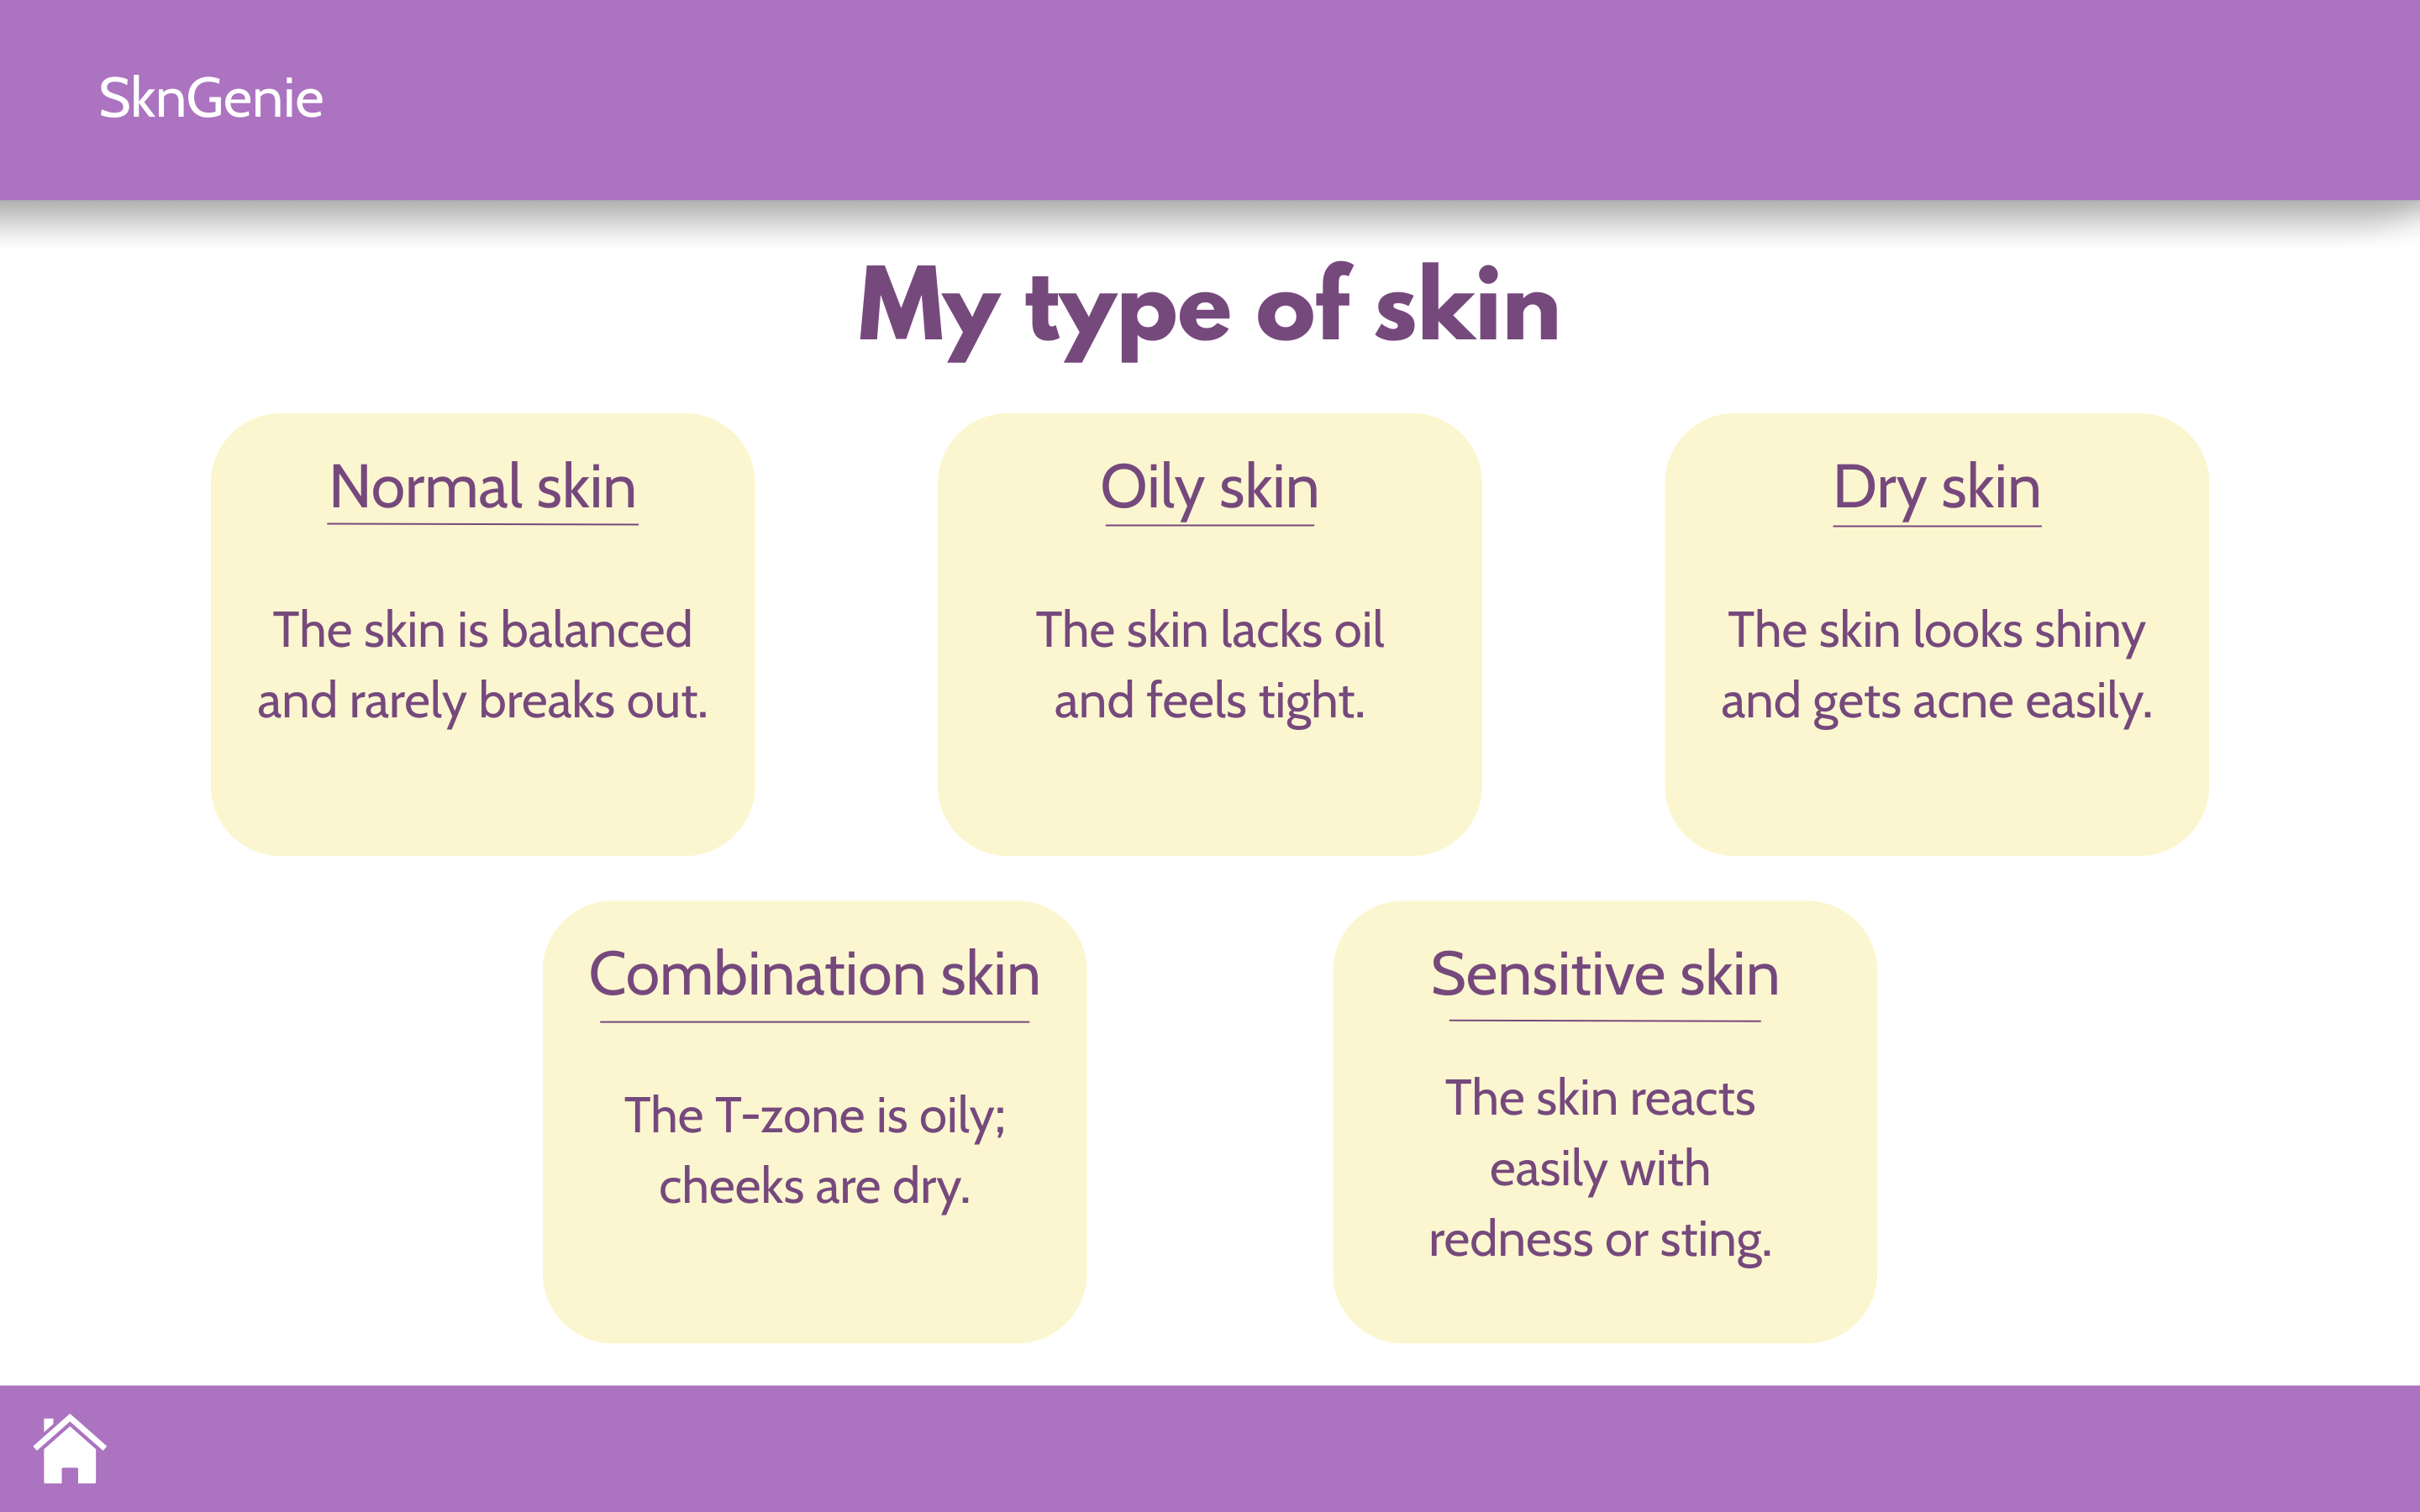 SknGenie
My type of skin
Normal skin
The skin is balanced
and rarely breaks out.
Oily skin
The skin lacks oil
and feels tight.
Dry skin
The skin looks shiny
and gets acne easily.
Combination skin
The T-zone is oily;
cheeks are dry.
Sensitive skin
The skin reacts
easily with
redness or sting.